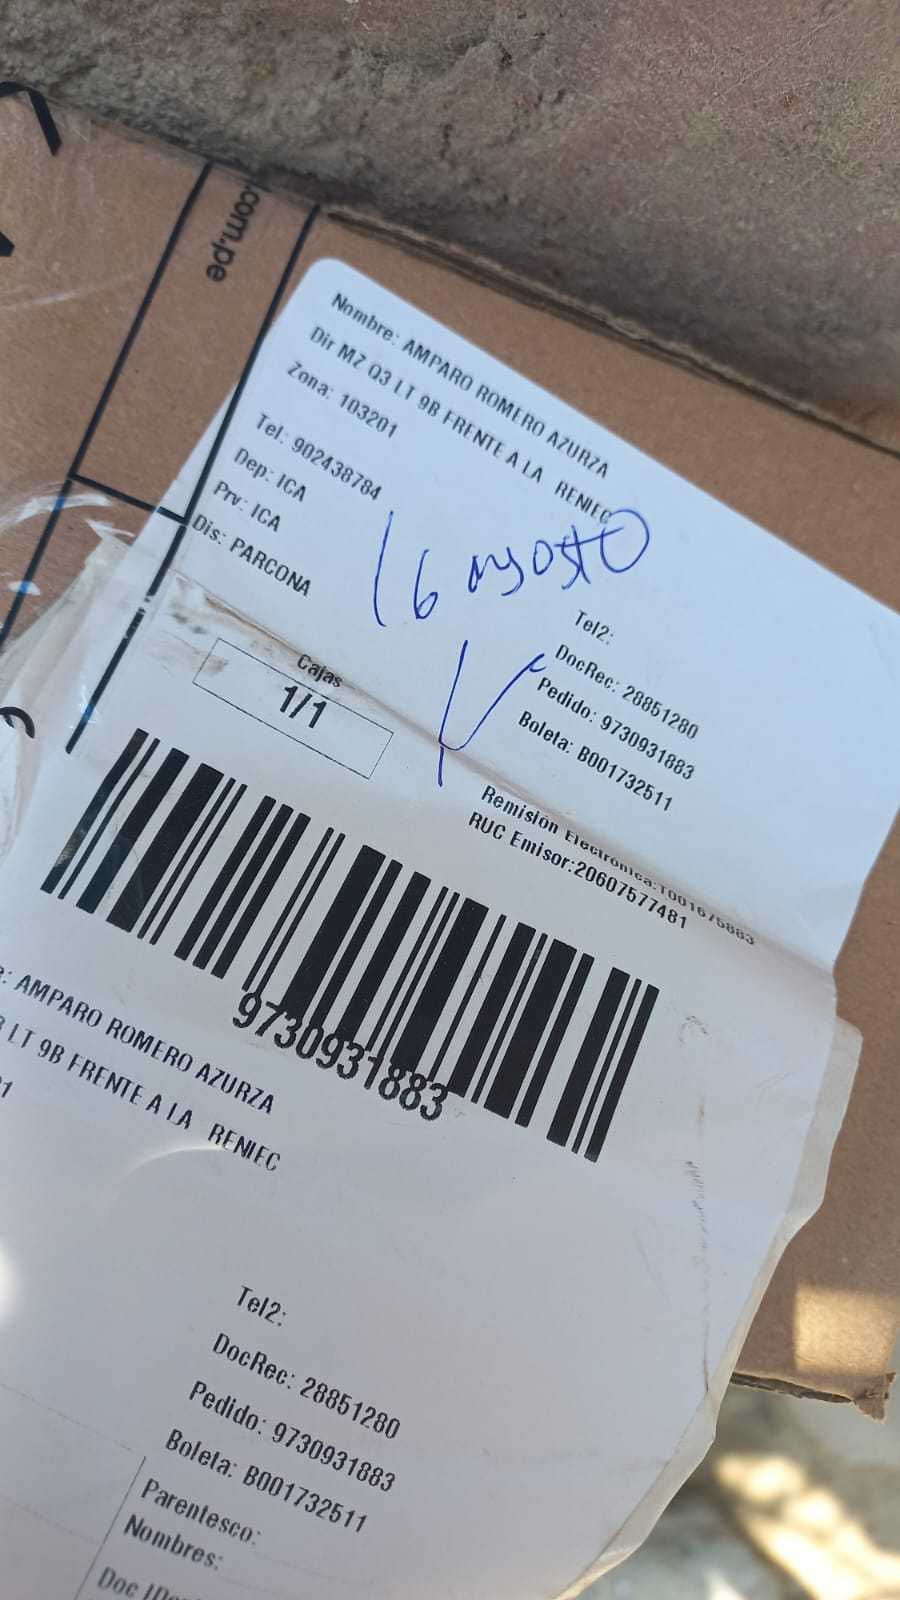 .com.pe
Nombre: AMPARO ROMERO AZURZA
Dir MZ Q3 LT 9B FRENTE A LA RENIEC
Zona: 103201
Tel: 902438784
Dep: ICA
Prv: ICA
Dis: PARCONA
16 agosto
Tel2:
DocRec: 28851280
Pedido: 9730931883
Boleta: B001732511
Cajas
1/1
Remisión Electrónica:T001675883
RUC Emisor:20607577481
9730931883
: AMPARO ROMERO AZURZA
LT 9B FRENTE A LA RENIEC
Tel2:
DocRec: 28851280
Pedido: 9730931883
Boleta: B001732511
Parentesco:
Nombres:
Doc